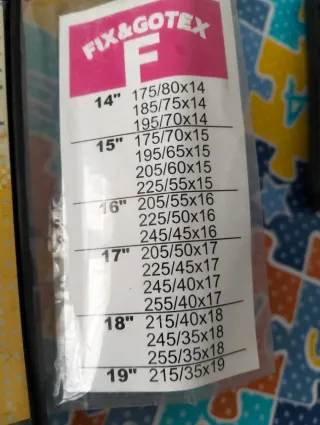 FIX&GOTEX
F
14" 175/80x14
185/75x14
195/70x14
15" 175/70x15
195/65x15
205/60x15
225/55x15
16" 205/55x16
225/50x16
245/45x16
17" 205/50x17
225/45x17
245/40x17
255/40x17
18" 215/40x18
245/35x18
255/35x18
19" 215/35x19